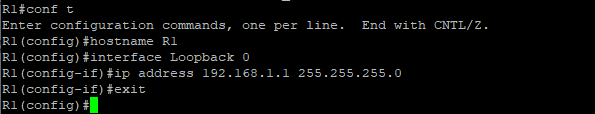 R1#conf t
Enter configuration commands, one per line.  End with CNTL/Z.
R1(config)#hostname R1
R1(config)#interface Loopback 0
R1(config-if)#ip address 192.168.1.1 255.255.255.0
R1(config-if)#exit
R1(config)#